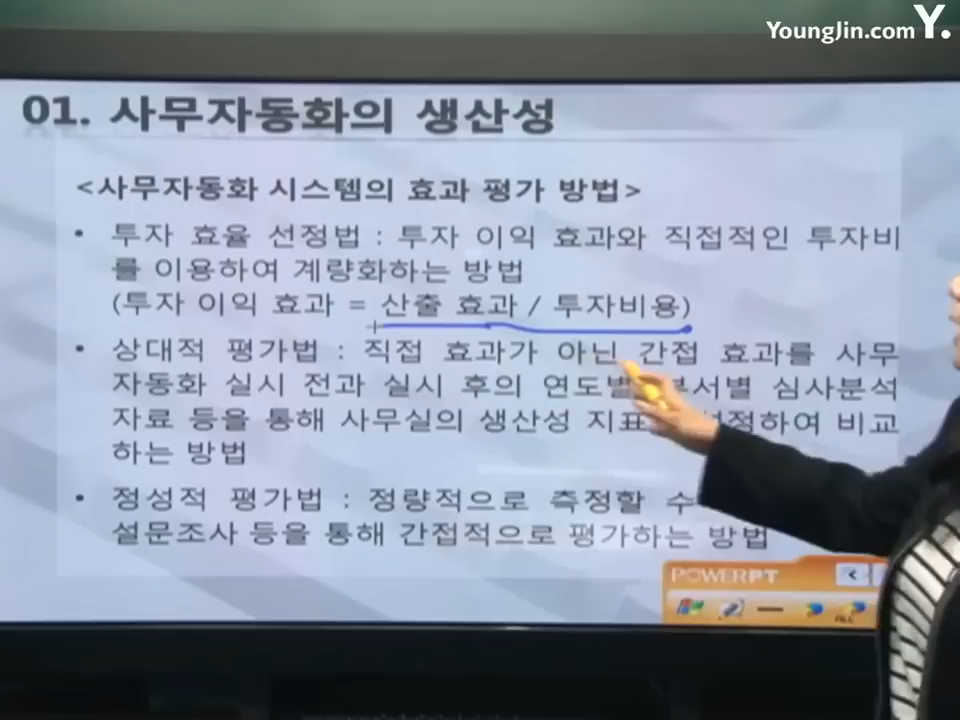 YoungJin.com Y.
01. 사무자동화의 생산성
<사무자동화 시스템의 효과 평가 방법>
• 투자 효율 선정법 : 투자 이익 효과와 직접적인 투자비
를 이용하여 계량화하는 방법
(투자 이익 효과 = 산출 효과 / 투자비용)
• 상대적 평가법 : 직접 효과가 아닌 간접 효과를 사무
자동화 실시 전과 실시 후의 연도별 심사분석
자료 등을 통해 사무실의 생산성 지표 비교
하는 방법
• 정성적 평가법 : 정량적으로 측정할 수
설문조사 등을 통해 간접적으로 평가하는 방법
POWERPT
FILL